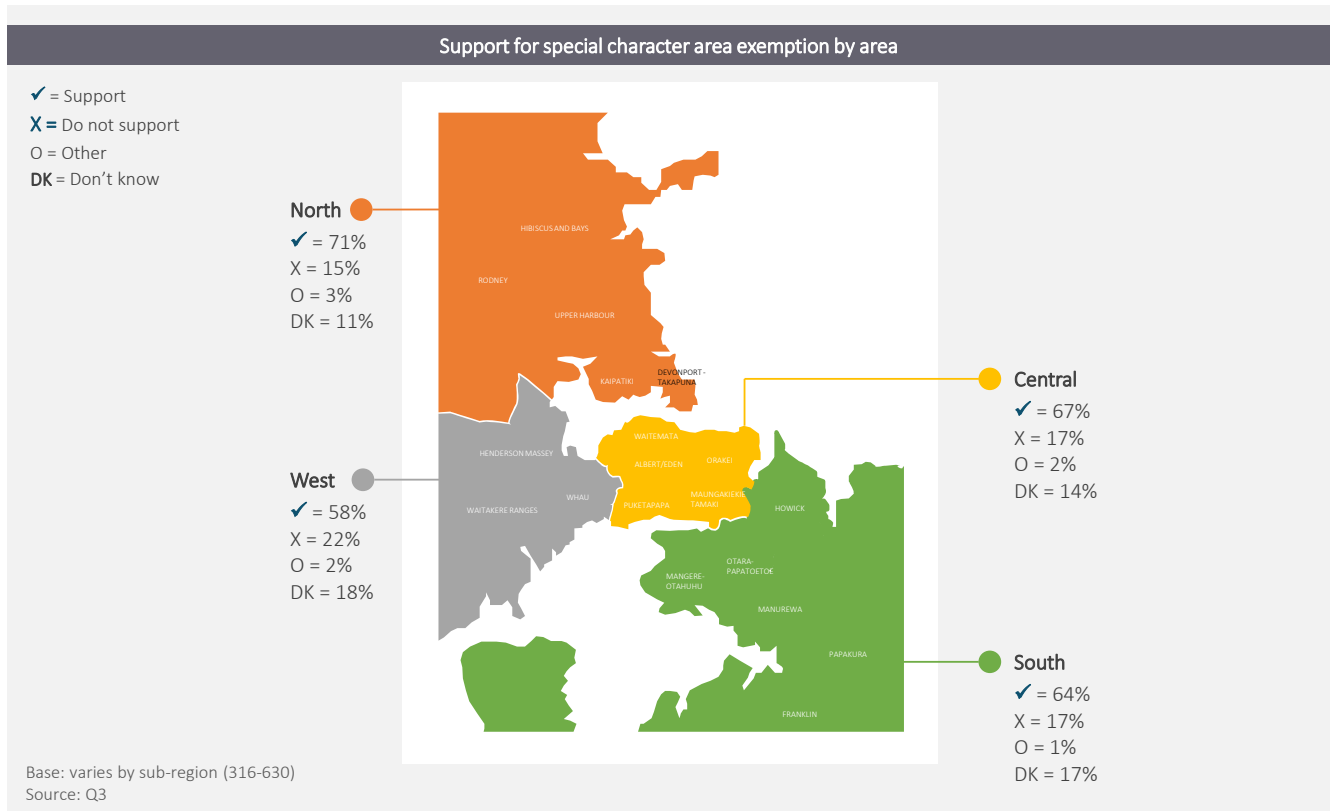 Support for special character area exemption by area
✓ = Support
X = Do not support
O = Other
DK = Don't know
North
✓ = 71%
X = 15%
O = 3%
DK = 11%
HIBISCUS AND BAYS
RODNEY
UPPER HARBOUR
KAIPATIKI
DEVONPORT -
TAKAPUNA
Central
✓ = 67%
X = 17%
O = 2%
DK = 14%
WAITEMATA
ALBERT/EDEN
ORAKEI
MAUNGAKIEKIE
TAMAKI
PUKETAPAPA
West
✓ = 58%
X = 22%
O = 2%
DK = 18%
HENDERSON MASSEY
WHAU
WAITAKERE RANGES
HOWICK
OTARA-
PAPATOETOE
MANGERE-
OTAHUHU
MANUREWA
PAPAKURA
FRANKLIN
South
✓ = 64%
X = 17%
O = 1%
DK = 17%
Base: varies by sub-region (316-630)
Source: Q3